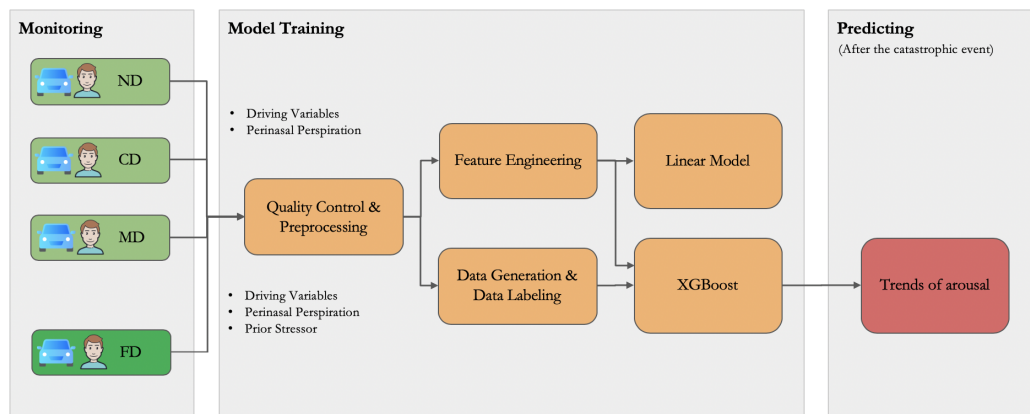 Monitoring
ND
CD
MD
FD
Model Training
• Driving Variables
• Perinasal Perspiration
Quality Control &
Preprocessing
• Driving Variables
• Perinasal Perspiration
• Prior Stressor
Feature Engineering
Data Generation &
Data Labeling
Linear Model
XGBoost
Predicting
(After the catastrophic event)
Trends of arousal